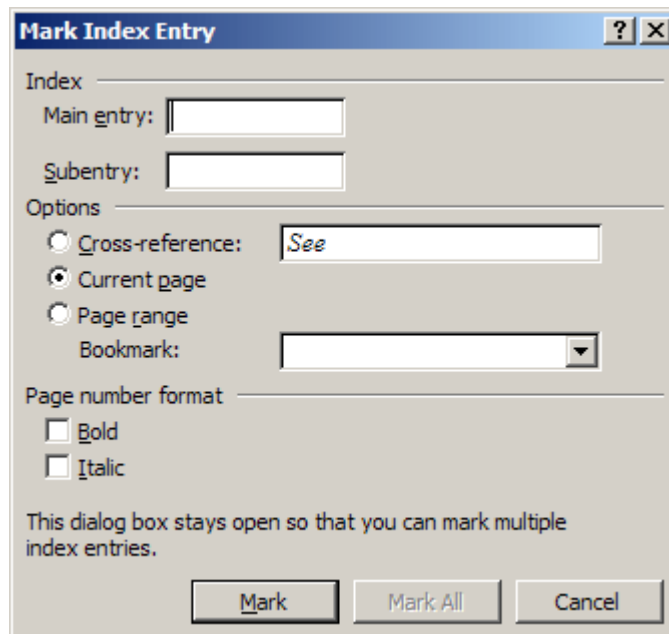 Mark Index Entry
Index
Main entry:
Subentry:
Options
Cross-reference: See
Current page
Page range
Bookmark:
Page number format
Bold
Italic
This dialog box stays open so that you can mark multiple
index entries.
Mark Mark All Cancel